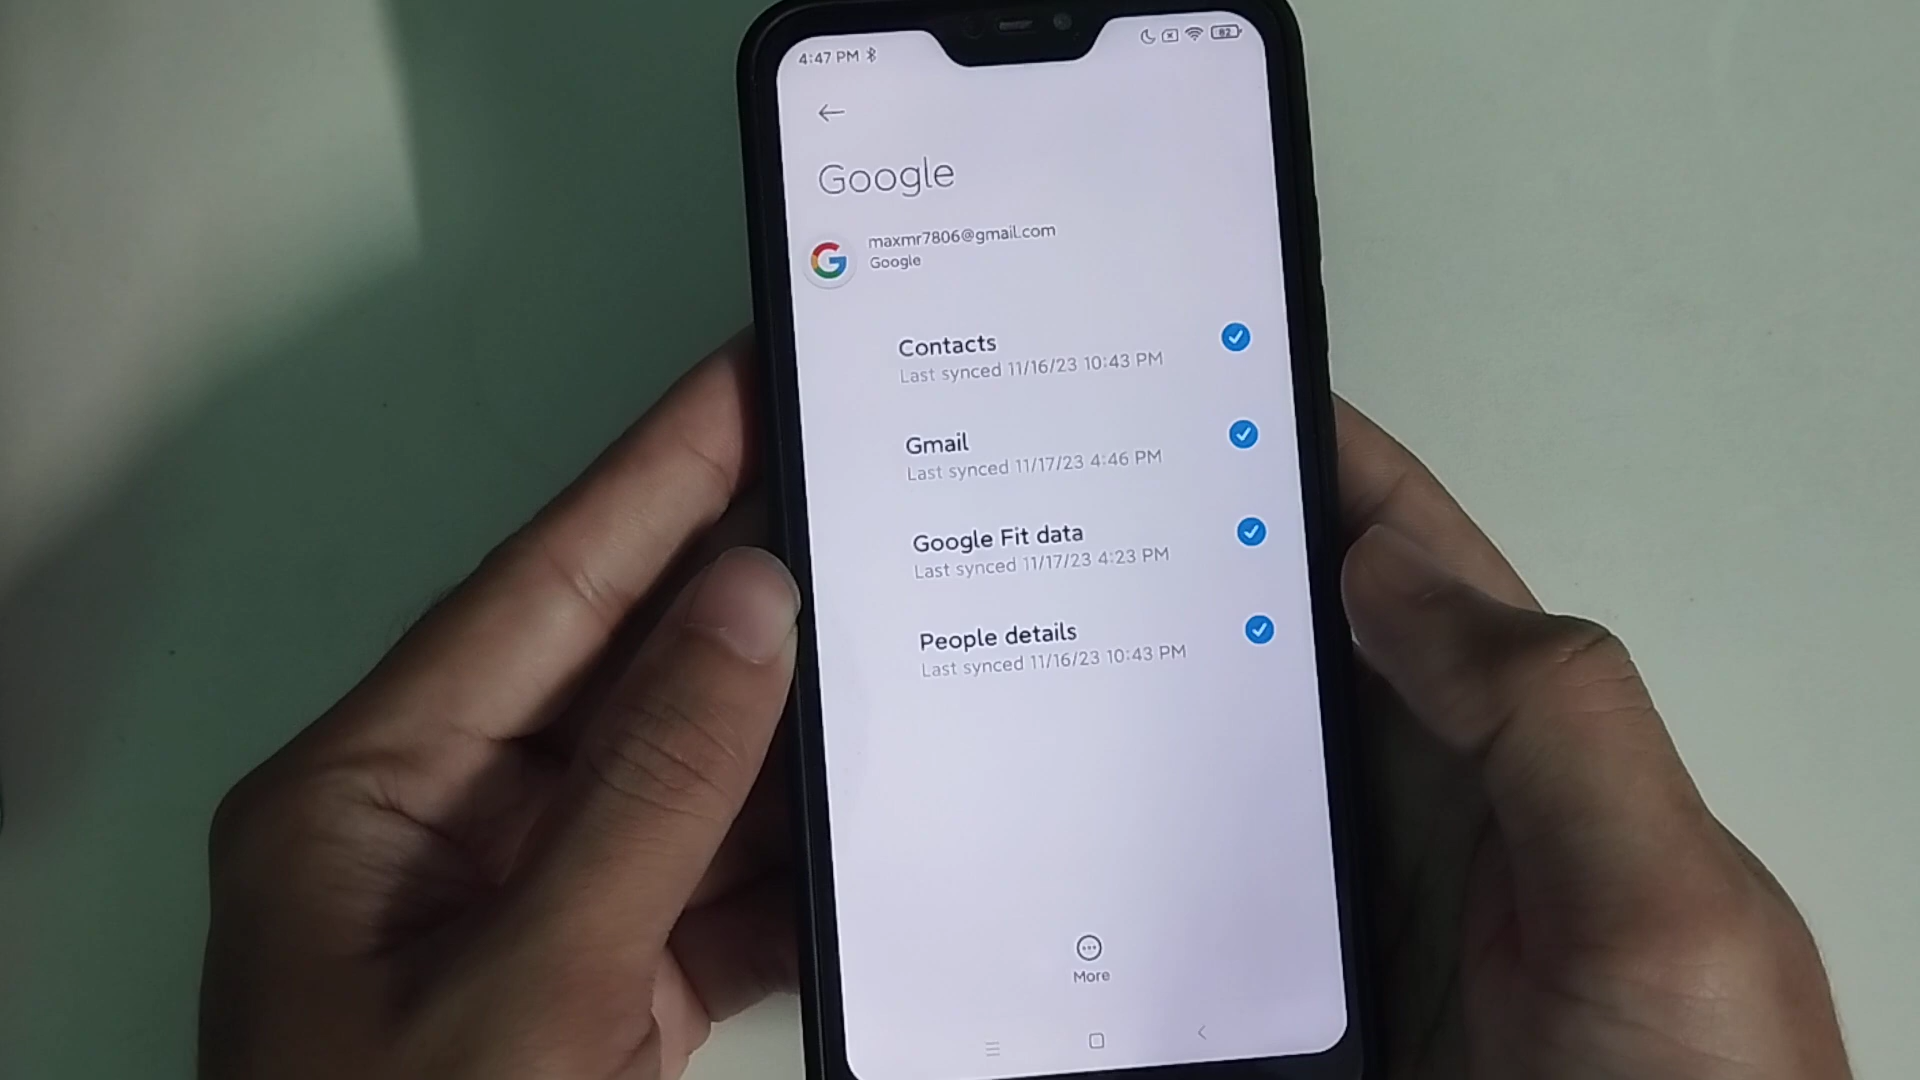 4:47 PM
82
Google
maxmr7806@gmail.com
Google
Contacts
Last synced 11/16/23 10:43 PM
Gmail
Last synced 11/17/23 4:46 PM
Google Fit data
Last synced 11/17/23 4:23 PM
People details
Last synced 11/16/23 10:43 PM
More